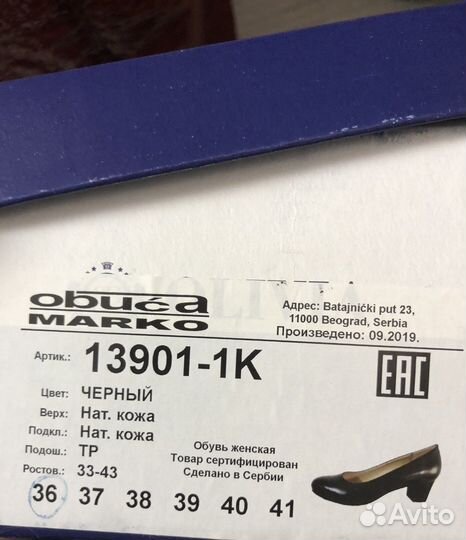 obuća
MARKO
Адрес: Batajnički put 23,
11000 Beograd, Serbia
Произведено: 09.2019.
Артик.: 13901-1K
EAC
Цвет: ЧЕРНЫЙ
Верх: Нат. кожа
Подкл.: Нат. кожа
Подош.: ТР
Ростов.: 33-43
Обувь женская
Товар сертифицирован
Сделано в Сербии
36 37 38 39 40 41
Avito